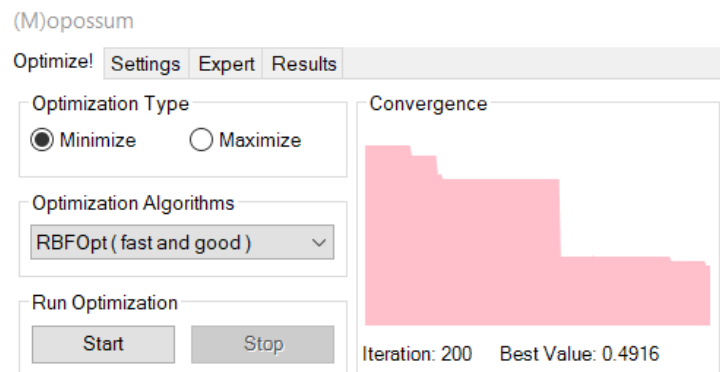 (M)opossum
Optimize! Settings Expert Results
Optimization Type
Minimize Maximize
Optimization Algorithms
RBFOpt ( fast and good )
Run Optimization
Start Stop
Convergence
Iteration: 200 Best Value: 0.4916